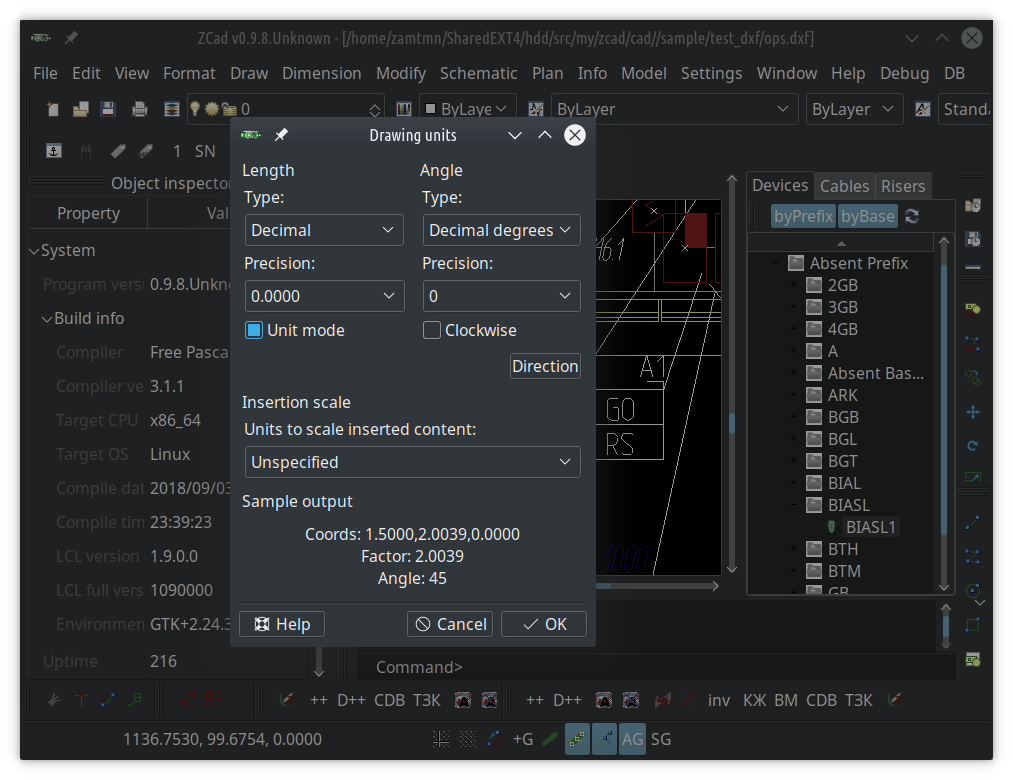 ZCad v0.9.8.Unknown - [/home/zamtmn/SharedEXT4/hdd/src/my/zcad/cad//sample/test_dxf/ops.dxf]
File Edit View Format Draw Dimension Modify Schematic Plan Info Model Settings Window Help Debug DB
0 ByLaye ByLayer ByLayer Standa
1 SN
Object inspecto
Property Val
System
Program versi 0.9.8.Unkn
Build info
Compiler Free Pasca
Compiler ve 3.1.1
Target CPU x86_64
Target OS Linux
Compile dat 2018/09/03
Compile tim 23:39:23
LCL version 1.9.0.0
LCL full vers 1090000
Environmen GTK+2.24.3
Uptime 216
Drawing units
Length
Type:
Decimal
Precision:
0.0000
Unit mode
Angle
Type:
Decimal degrees
Precision:
0
Clockwise
Direction
Insertion scale
Units to scale inserted content:
Unspecified
Sample output
Coords: 1.5000,2.0039,0.0000
Factor: 2.0039
Angle: 45
Help Cancel OK
A1
GO
RS
3000
Devices Cables Risers
byPrefix byBase
Absent Prefix
2GB
3GB
4GB
A
Absent Bas...
ARK
BGB
BGL
BGT
BIAL
BIASL
BIASL1
BTH
BTM
GB
Command>
++ D++ CDB ТЗК ++ D++ inv КЖ ВМ CDB ТЗК
1136.7530, 99.6754, 0.0000 +G AG SG